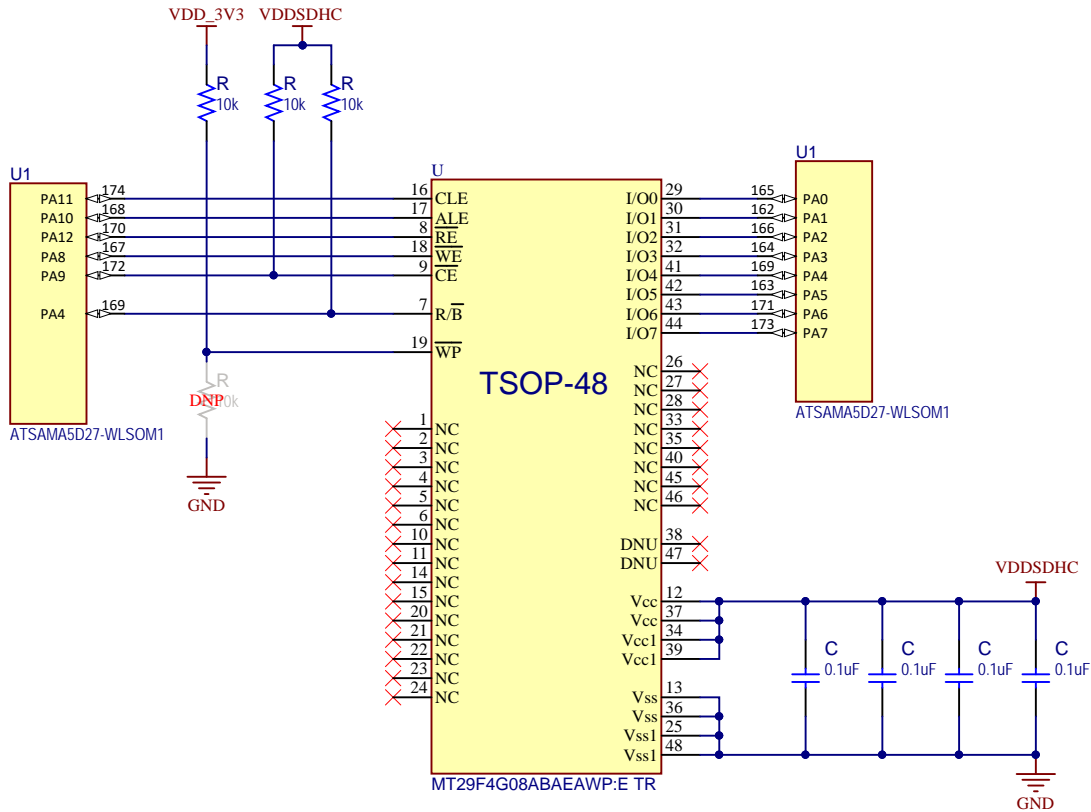 VDD_3V3 VDDSDHC
R R R
10k 10k 10k
U1
PA11 174
PA10 168
PA12 170
PA8 167
PA9 172
PA4 169
ATSAMA5D27-WLSOM1
R
DNP
GND
U
16 CLE
17 ALE
8 RE
18 WE
9 CE
7 R/B
19 WP
TSOP-48
1 NC
2 NC
3 NC
4 NC
5 NC
6 NC
10 NC
11 NC
14 NC
15 NC
20 NC
21 NC
22 NC
23 NC
24 NC
I/O0 29
I/O1 30
I/O2 31
I/O3 32
I/O4 41
I/O5 42
I/O6 43
I/O7 44
NC 26
NC 27
NC 28
NC 33
NC 35
NC 40
NC 45
NC 46
DNU 38
DNU 47
Vcc 12
Vcc 37
Vcc1 34
Vcc1 39
Vss 13
Vss 36
Vss1 25
Vss1 48
MT29F4G08ABAEAWP:E TR
U1
165 PA0
162 PA1
166 PA2
164 PA3
169 PA4
163 PA5
171 PA6
173 PA7
ATSAMA5D27-WLSOM1
VDDSDHC
C C C C
0.1uF 0.1uF 0.1uF 0.1uF
GND